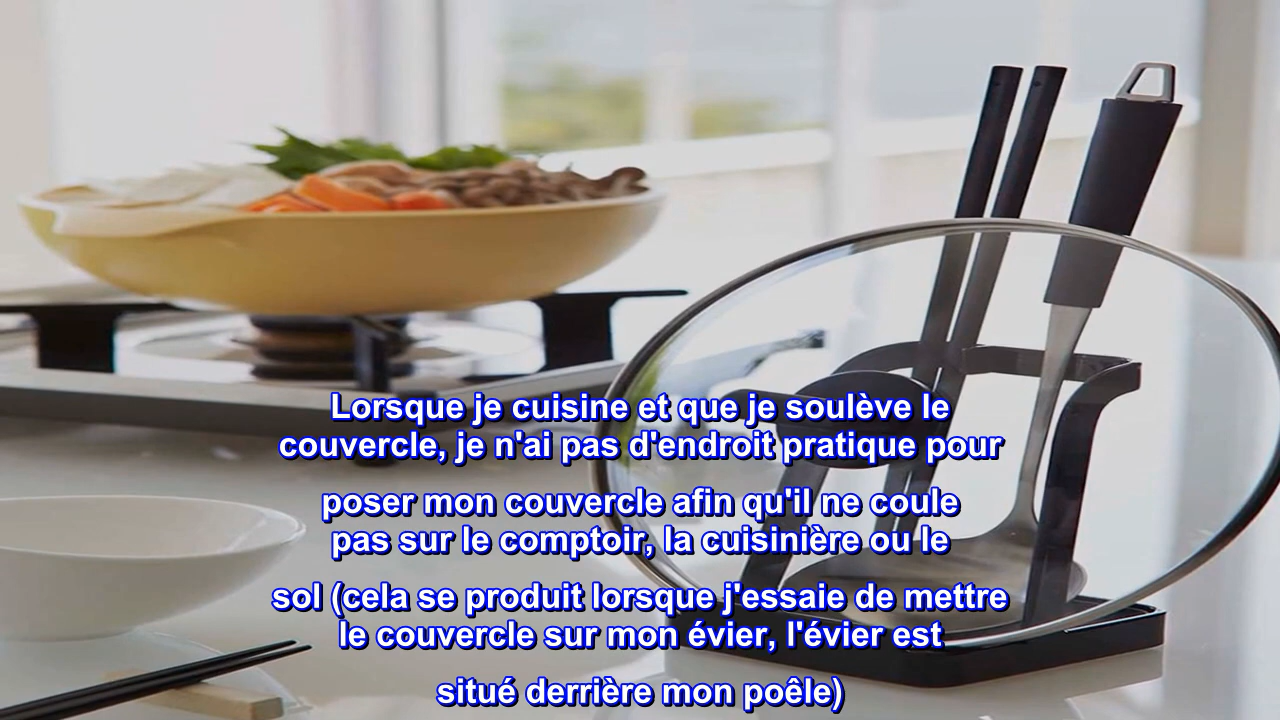 Lorsque je cuisine et que je soulève le
couvercle, je n'ai pas d'endroit pratique pour
poser mon couvercle afin qu'il ne coule
pas sur le comptoir, la cuisinière ou le
sol (cela se produit lorsque j'essaie de mettre
le couvercle sur mon évier, l'évier est
situé derrière mon poêle)